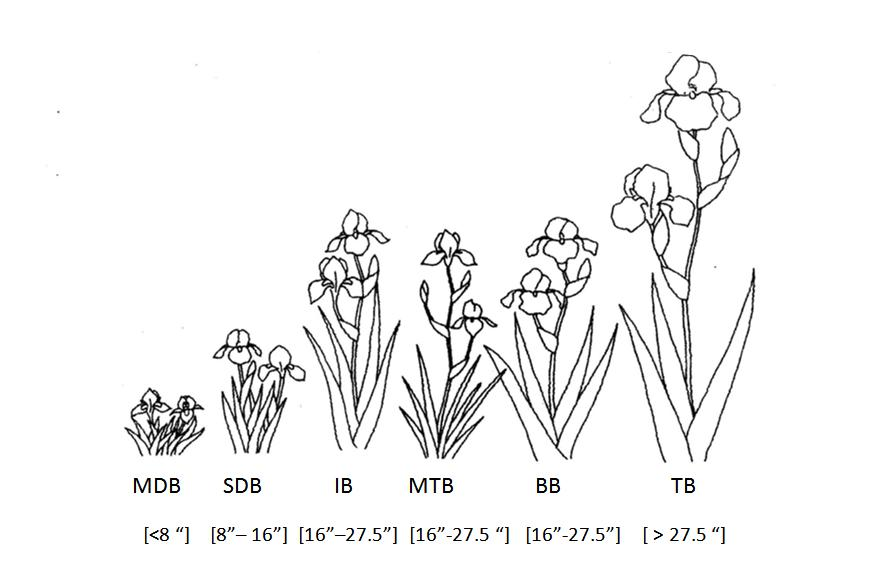 MDB SDB IB MTB BB TB
[<8 “] [8”– 16”] [16”–27.5”] [16”-27.5 “] [16”-27.5”] [ > 27.5 “]